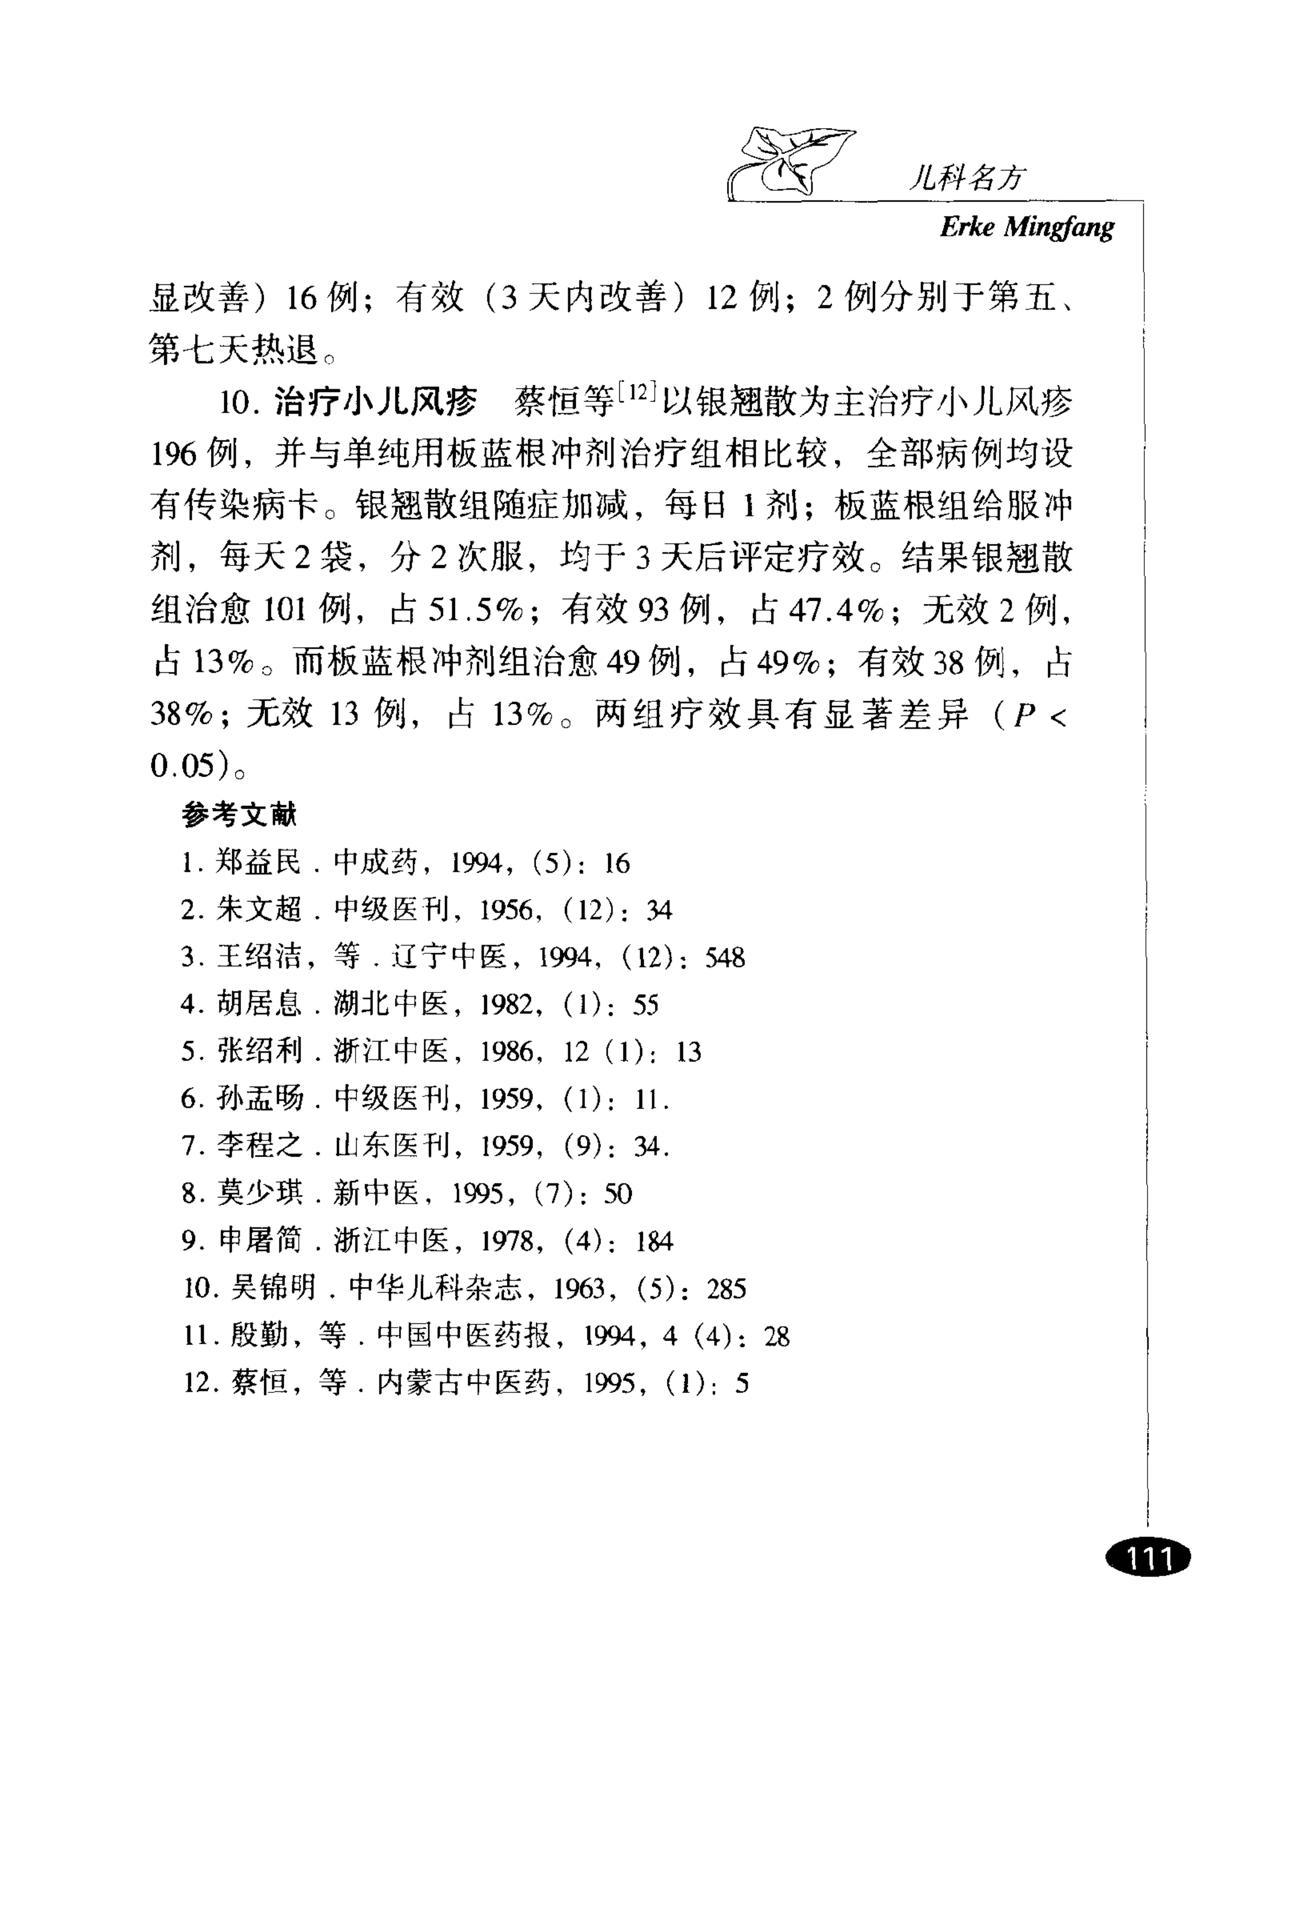 儿科名方
Erke Mingfang
显改善）16 例；有效（3 天内改善）12 例；2 例分别于第五、
第七天热退。
10. 治疗小儿风疹　蔡恒等[12]以银翘散为主治疗小儿风疹
196 例，并与单纯用板蓝根冲剂治疗组相比较，全部病例均设
有传染病卡。银翘散组随症加减，每日 1 剂；板蓝根组给服冲
剂，每天 2 袋，分 2 次服，均于 3 天后评定疗效。结果银翘散
组治愈 101 例，占 51.5%；有效 93 例，占 47.4%；无效 2 例，
占 13%。而板蓝根冲剂组治愈 49 例，占 49%；有效 38 例，占
38%；无效 13 例，占 13%。两组疗效具有显著差异（P <
0.05）。
参考文献
1. 郑益民．中成药，1994，(5)：16
2. 朱文超．中级医刊，1956，(12)：34
3. 王绍洁，等．辽宁中医，1994，(12)：548
4. 胡居息．湖北中医，1982，(1)：55
5. 张绍利．浙江中医，1986，12 (1)：13
6. 孙孟旸．中级医刊，1959，(1)：11.
7. 李程之．山东医刊，1959，(9)：34.
8. 莫少琪．新中医，1995，(7)：50
9. 申屠简．浙江中医，1978，(4)：184
10. 吴锦明．中华儿科杂志，1963，(5)：285
11. 殷勤，等．中国中医药报，1994，4 (4)：28
12. 蔡恒，等．内蒙古中医药，1995，(1)：5
111